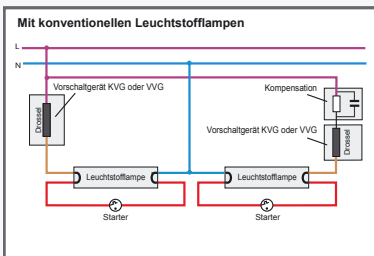 Mit konventionellen Leuchtstofflampen
L
N
Vorschaltgerät KVG oder VVG
Kompensation
Drossel
Vorschaltgerät KVG oder VVG
Drossel
Leuchtstofflampe
Leuchtstofflampe
Starter
Starter